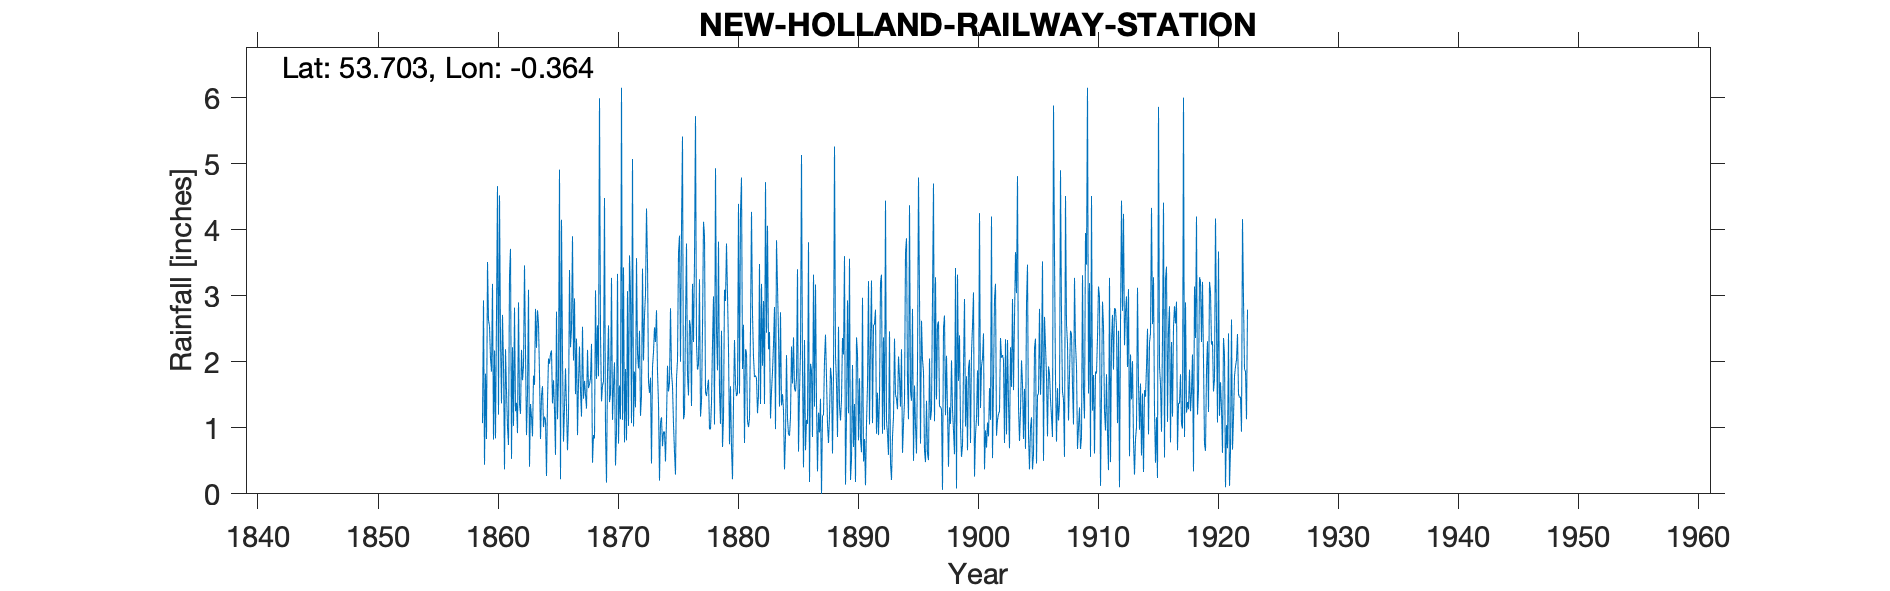 NEW-HOLLAND-RAILWAY-STATION
Lat: 53.703, Lon: -0.364
6
5
4
3
2
1
0
Rainfall [inches]
1840 1850 1860 1870 1880 1890 1900 1910 1920 1930 1940 1950 1960
Year